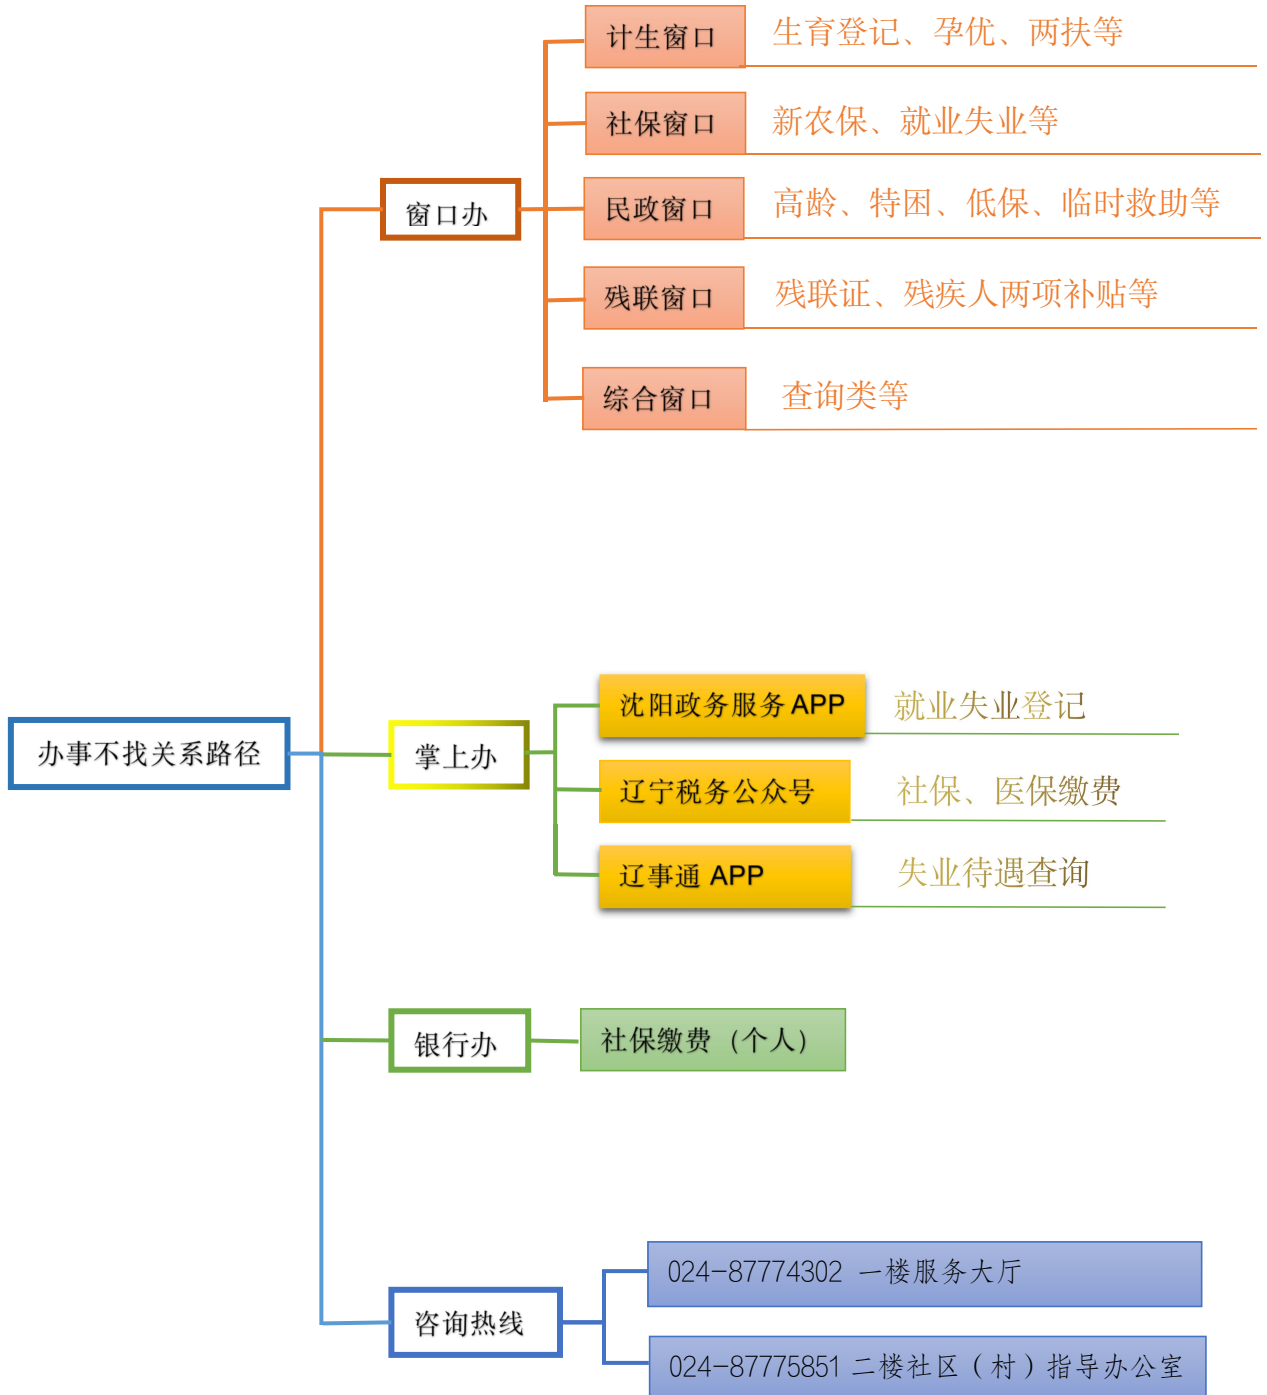 办事不找关系路径
窗口办
计生窗口 生育登记、孕优、两扶等
社保窗口 新农保、就业失业等
民政窗口 高龄、特困、低保、临时救助等
残联窗口 残联证、残疾人两项补贴等
综合窗口 查询类等
掌上办
沈阳政务服务 APP 就业失业登记
辽宁税务公众号 社保、医保缴费
辽事通 APP 失业待遇查询
银行办
社保缴费（个人）
咨询热线
024-87774302 一楼服务大厅
024-87775851 二楼社区（村）指导办公室